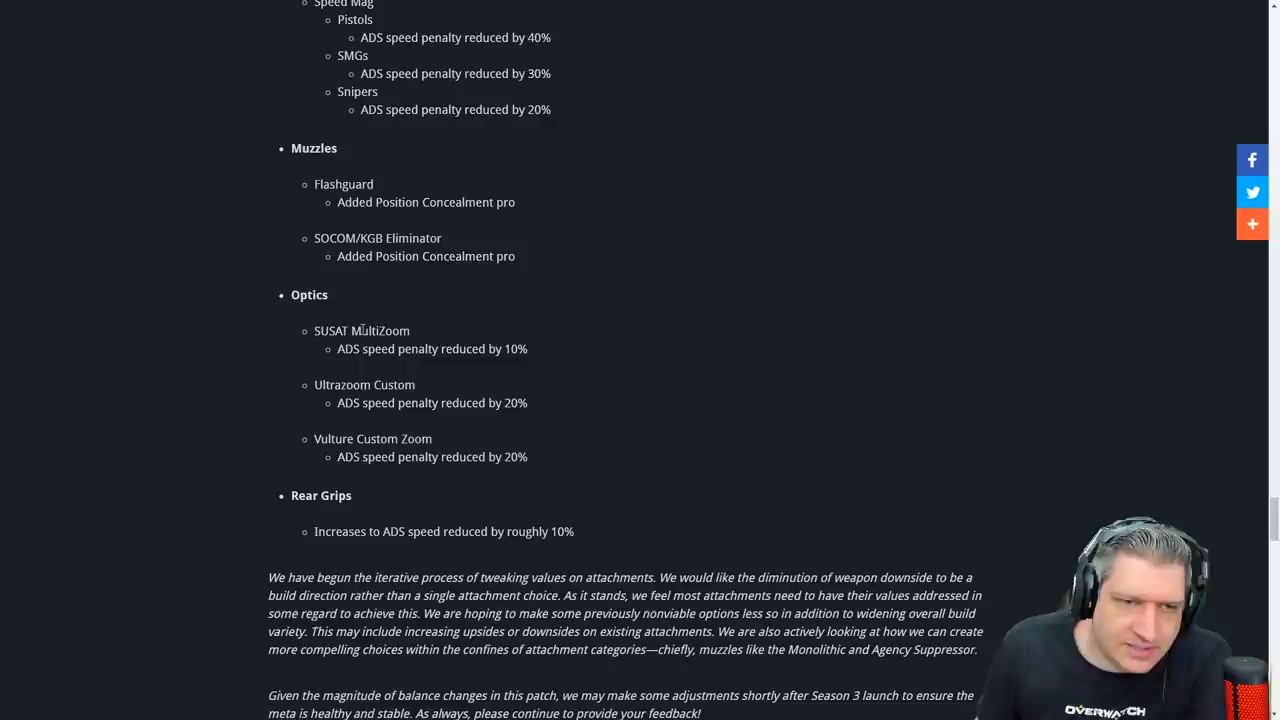 Speed Mag
Pistols
ADS speed penalty reduced by 40%
SMGs
ADS speed penalty reduced by 30%
Snipers
ADS speed penalty reduced by 20%
Muzzles
Flashguard
Added Position Concealment pro
SOCOM/KGB Eliminator
Added Position Concealment pro
Optics
SUSAT MultiZoom
ADS speed penalty reduced by 10%
Ultrazoom Custom
ADS speed penalty reduced by 20%
Vulture Custom Zoom
ADS speed penalty reduced by 20%
Rear Grips
Increases to ADS speed reduced by roughly 10%
We have begun the iterative process of tweaking values on attachments. We would like the diminution of weapon downside to be a
build direction rather than a single attachment choice. As it stands, we feel most attachments need to have their values addressed in
some regard to achieve this. We are hoping to make some previously nonviable options less so in addition to widening overall build
variety. This may include increasing upsides or downsides on existing attachments. We are also actively looking at how we can create
more compelling choices within the confines of attachment categories—chiefly, muzzles like the Monolithic and Agency Suppressor.
Given the magnitude of balance changes in this patch, we may make some adjustments shortly after Season 3 launch to ensure the
meta is healthy and stable. As always, please continue to provide your feedback!
OVERWATCH